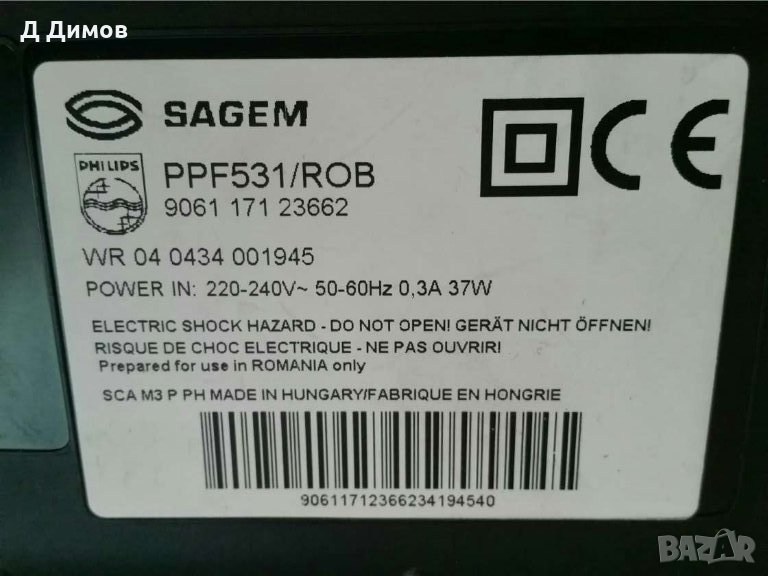 Д Димов
SAGEM
CE
PHILIPS
PPF531/ROB
9061 171 23662
WR 04 0434 001945
POWER IN: 220-240V~ 50-60Hz 0,3A 37W
ELECTRIC SHOCK HAZARD - DO NOT OPEN! GERÄT NICHT ÖFFNEN!
RISQUE DE CHOC ELECTRIQUE - NE PAS OUVRIR!
Prepared for use in ROMANIA only
SCA M3 P PH MADE IN HUNGARY/FABRIQUE EN HONGRIE
90611712366234194540
BAZAR